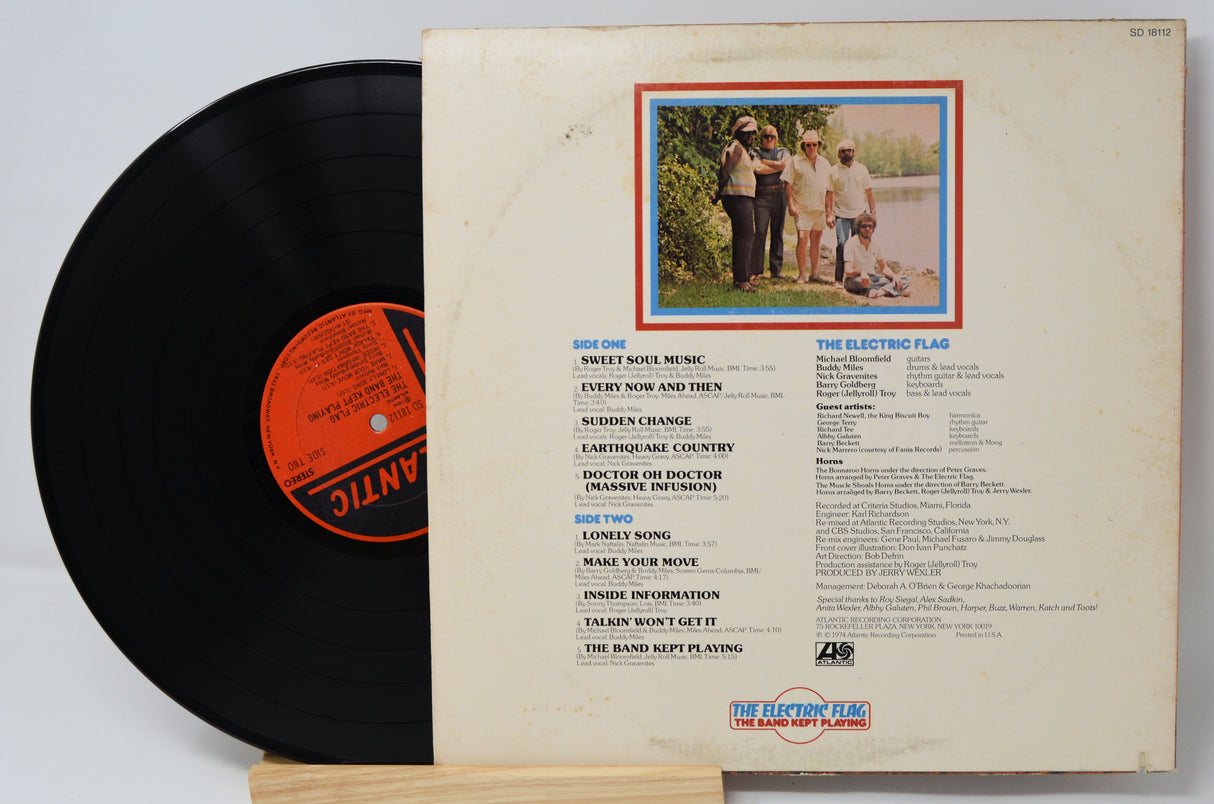 SD 18112
SIDE ONE
1. SWEET SOUL MUSIC
(By Roger Troy & Michael Bloomfield, Jelly Roll Music, BMI. Time: 3:55)
Lead vocals: Roger (Jellyroll) Troy & Buddy Miles
2. EVERY NOW AND THEN
(By Buddy Miles & Roger Troy, Miles Ahead, ASCAP/Jelly Roll Music, BMI.
Time: 3:40)
Lead vocal: Buddy Miles
3. SUDDEN CHANGE
(By Roger Troy, Jelly Roll Music, BMI. Time: 3:55)
Lead vocals: Roger (Jellyroll) Troy & Buddy Miles
4. EARTHQUAKE COUNTRY
(By Nick Gravenites, Heavy Gravy, ASCAP. Time: 4:00)
Lead vocal: Nick Gravenites
5. DOCTOR OH DOCTOR
(MASSIVE INFUSION)
(By Nick Gravenites, Heavy Gravy, ASCAP. Time: 5:20)
Lead vocal: Nick Gravenites
SIDE TWO
1. LONELY SONG
(By Mark Naftalin, Naftalin Music, BMI. Time: 3:57)
Lead vocal: Buddy Miles
2. MAKE YOUR MOVE
(By Barry Goldberg & Buddy Miles, Screen Gems Columbia, BMI/
Miles Ahead, ASCAP. Time: 4:17)
Lead vocal: Buddy Miles
3. INSIDE INFORMATION
(By Sonny Thompson, Lois, BMI. Time: 3:40)
Lead vocal: Roger (Jellyroll) Troy
4. TALKIN' WON'T GET IT
(By Michael Bloomfield & Buddy Miles, Miles Ahead, ASCAP. Time: 4:10)
Lead vocal: Buddy Miles
5. THE BAND KEPT PLAYING
(By Michael Bloomfield, Jelly Roll Music, BMI. Time: 5:15)
Lead vocal: Nick Gravenites
THE ELECTRIC FLAG
Michael Bloomfield guitars
Buddy Miles drums & lead vocals
Nick Gravenites rhythm guitar & lead vocals
Barry Goldberg keyboards
Roger (Jellyroll) Troy bass & lead vocals
Guest artists:
Richard Newell, the King Biscuit Boy harmonica
George Terry rhythm guitar
Richard Tee keyboards
Albhy Galuten keyboards
Barry Beckett mellotron & Moog
Nick Marrero (courtesy of Fania Records) percussion
Horns
The Bonnaroo Horns under the direction of Peter Graves.
Horns arranged by Peter Graves & The Electric Flag.
The Muscle Shoals Horns under the direction of Barry Beckett.
Horns arranged by Barry Beckett, Roger (Jellyroll) Troy & Jerry Wexler.
Recorded at Criteria Studios, Miami, Florida
Engineer: Karl Richardson
Re-mixed at Atlantic Recording Studios, New York, N.Y.
and CBS Studios, San Francisco, California
Re-mix engineers: Gene Paul, Michael Fusaro & Jimmy Douglass
Front cover illustration: Don Ivan Punchatz
Art Direction: Bob Defrin
Production assistance by Roger (Jellyroll) Troy
PRODUCED BY JERRY WEXLER
Management: Deborah A. O'Brien & George Khachadoorian
Special thanks to Roy Siegal, Alex Sadkin,
Anita Wexler, Albhy Galuten, Phil Brown, Harper, Buzz, Warren, Katch and Toots!
ATLANTIC RECORDING CORPORATION
75 ROCKEFELLER PLAZA, NEW YORK, NEW YORK 10019
℗ © 1974 Atlantic Recording Corporation Printed in U.S.A.
ATLANTIC
THE ELECTRIC FLAG
THE BAND KEPT PLAYING
LANTIC
STEREO
SIDE TWO
SD 18112
THE ELECTRIC FLAG
THE BAND KEPT PLAYING